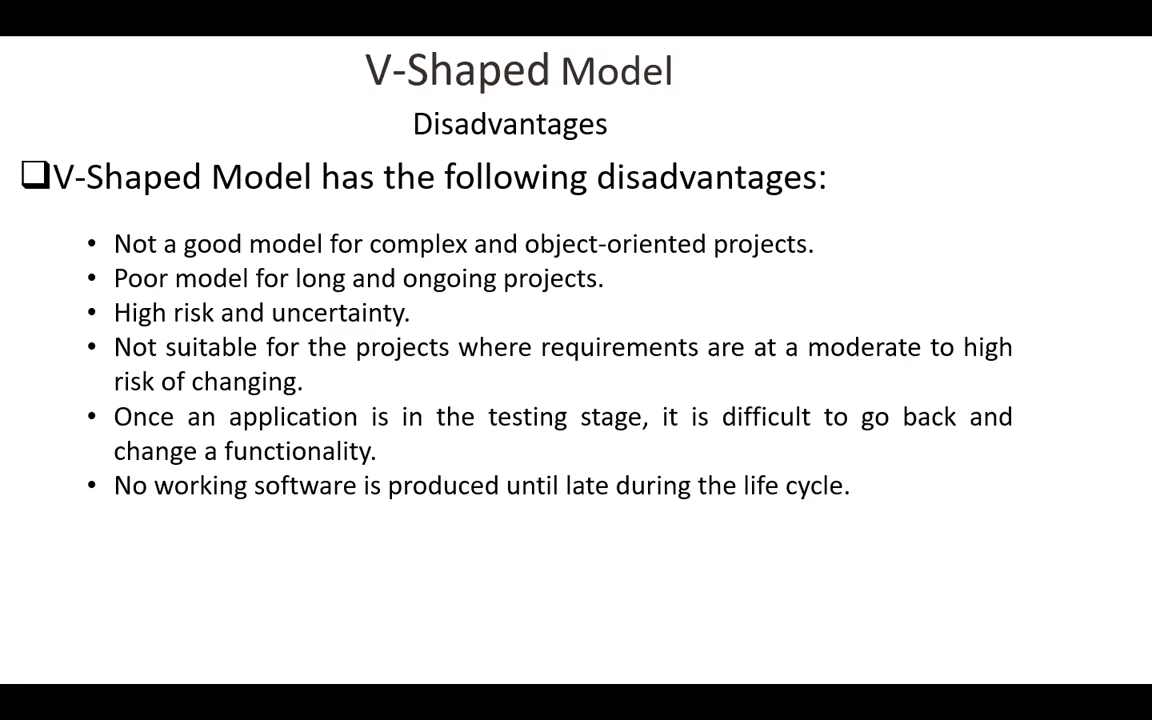 V-Shaped Model
Disadvantages
❑V-Shaped Model has the following disadvantages:
• Not a good model for complex and object-oriented projects.
• Poor model for long and ongoing projects.
• High risk and uncertainty.
• Not suitable for the projects where requirements are at a moderate to high
risk of changing.
• Once an application is in the testing stage, it is difficult to go back and
change a functionality.
• No working software is produced until late during the life cycle.